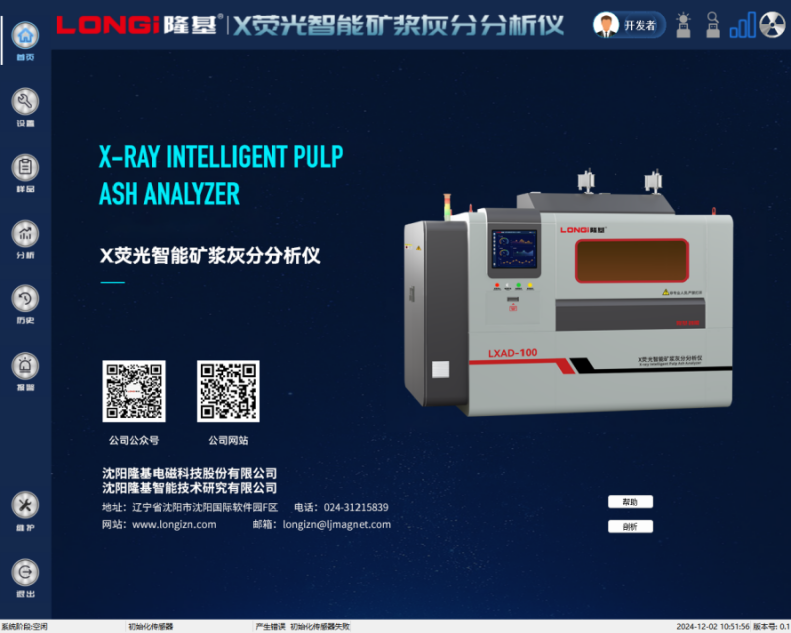 LONGi隆基® X荧光智能矿浆灰分分析仪
开发者
首页
设置
样品
分析
历史
报警
维护
退出
X-RAY INTELLIGENT PULP
ASH ANALYZER
X荧光智能矿浆灰分分析仪
LONGi隆基
LXAD-100
X荧光智能矿浆灰分分析仪
X-ray Intelligent Pulp Ash Analyzer
公司公众号
公司网站
沈阳隆基电磁科技股份有限公司
沈阳隆基智能技术研究有限公司
地址：辽宁省沈阳市沈阳国际软件园F区 电话：024-31215839
网站：www.longizn.com 邮箱：longizn@ljmagnet.com
帮助
剖析
系统阶段:空闲 初始化传感器 产生错误 初始化传感器失败 2024-12-02 10:51:56 版本号: 0.1